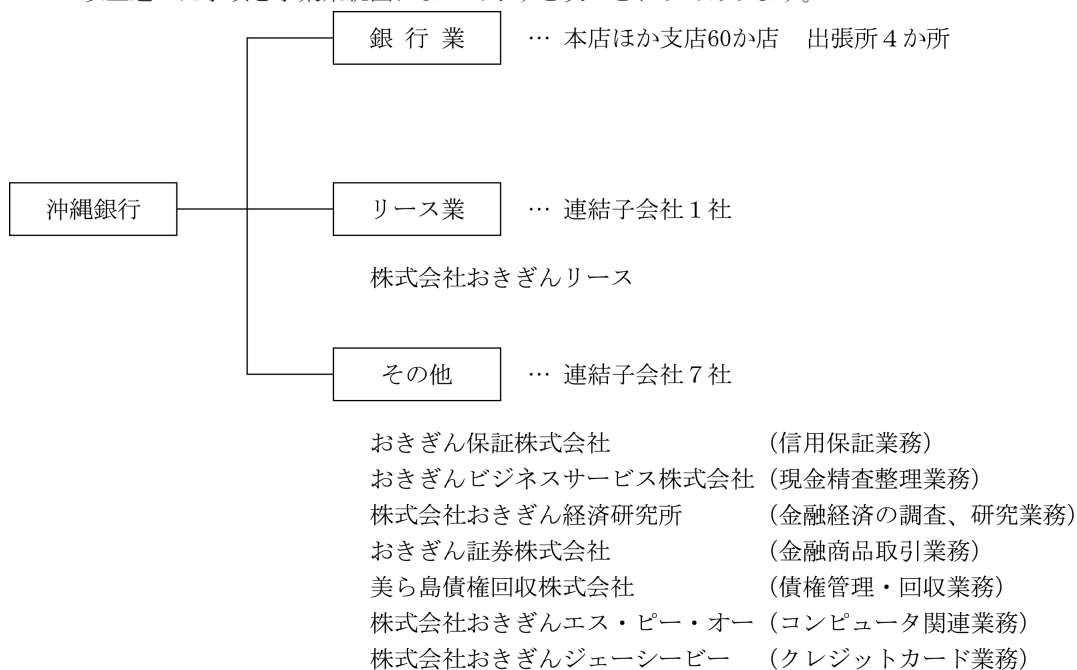 銀行業 … 本店ほか支店60か店 出張所4か所
沖縄銀行 リース業 … 連結子会社1社
株式会社おきぎんリース
その他 … 連結子会社7社
おきぎん保証株式会社 (信用保証業務)
おきぎんビジネスサービス株式会社 (現金精査整理業務)
株式会社おきぎん経済研究所 (金融経済の調査、研究業務)
おきぎん証券株式会社 (金融商品取引業務)
美ら島債権回収株式会社 (債権管理・回収業務)
株式会社おきぎんエス・ピー・オー (コンピュータ関連業務)
株式会社おきぎんジェーシービー (クレジットカード業務)